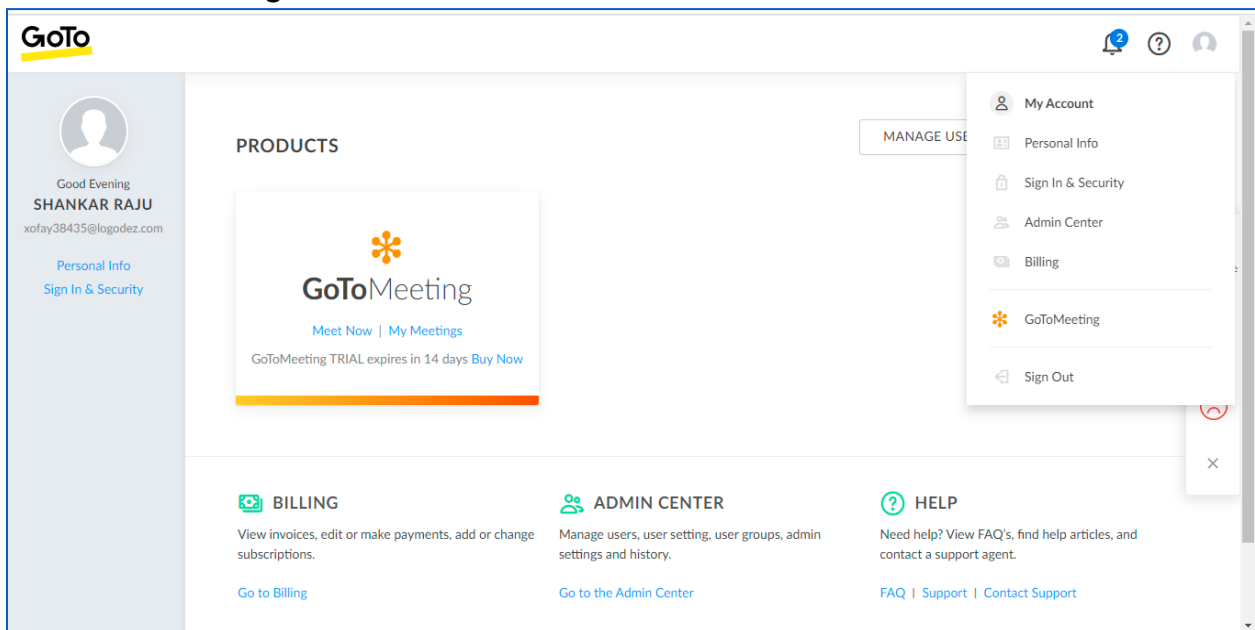 GoTo
2
Good Evening
SHANKAR RAJU
xofay38435@logodez.com
Personal Info
Sign In & Security
PRODUCTS
MANAGE USE
GoToMeeting
Meet Now | My Meetings
GoToMeeting TRIAL expires in 14 days Buy Now
My Account
Personal Info
Sign In & Security
Admin Center
Billing
GoToMeeting
Sign Out
BILLING
View invoices, edit or make payments, add or change
subscriptions.
Go to Billing
ADMIN CENTER
Manage users, user setting, user groups, admin
settings and history.
Go to the Admin Center
HELP
Need help? View FAQ's, find help articles, and
contact a support agent.
FAQ | Support | Contact Support